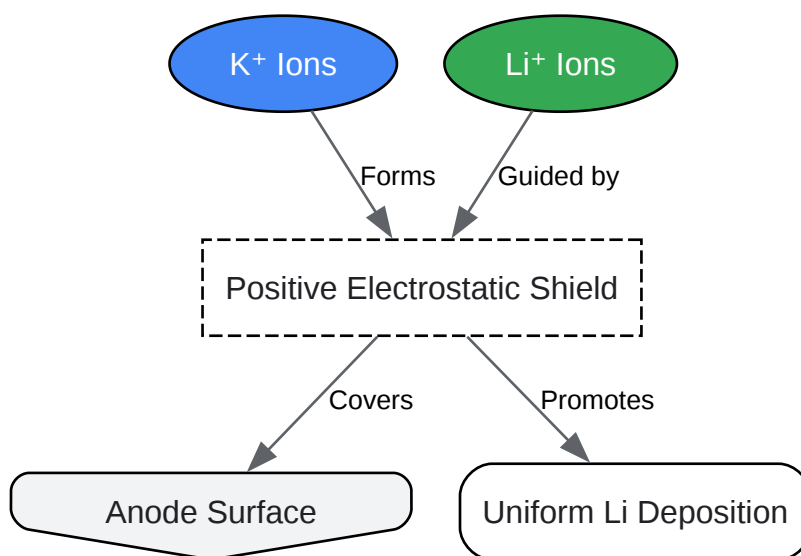 K⁺ Ions
Li⁺ Ions
Forms
Guided by
Positive Electrostatic Shield
Covers
Promotes
Anode Surface
Uniform Li Deposition